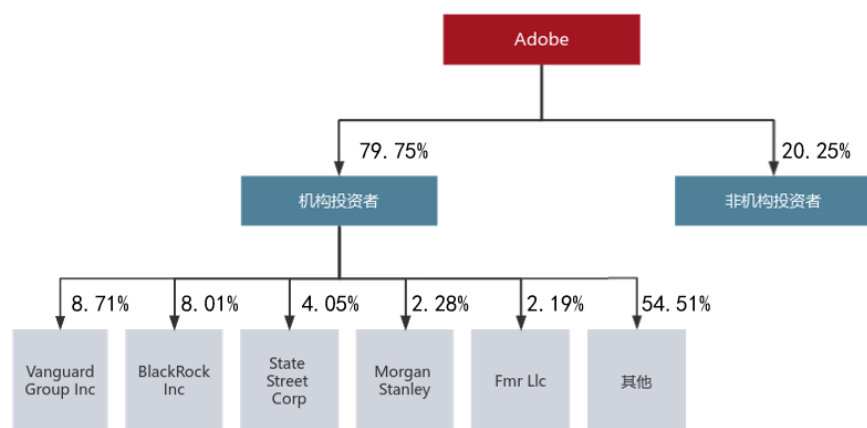 Adobe
79.75%
20.25%
机构投资者
非机构投资者
8.71%
8.01%
4.05%
2.28%
2.19%
54.51%
Vanguard
Group Inc
BlackRock
Inc
State
Street
Corp
Morgan
Stanley
Fmr Llc
其他